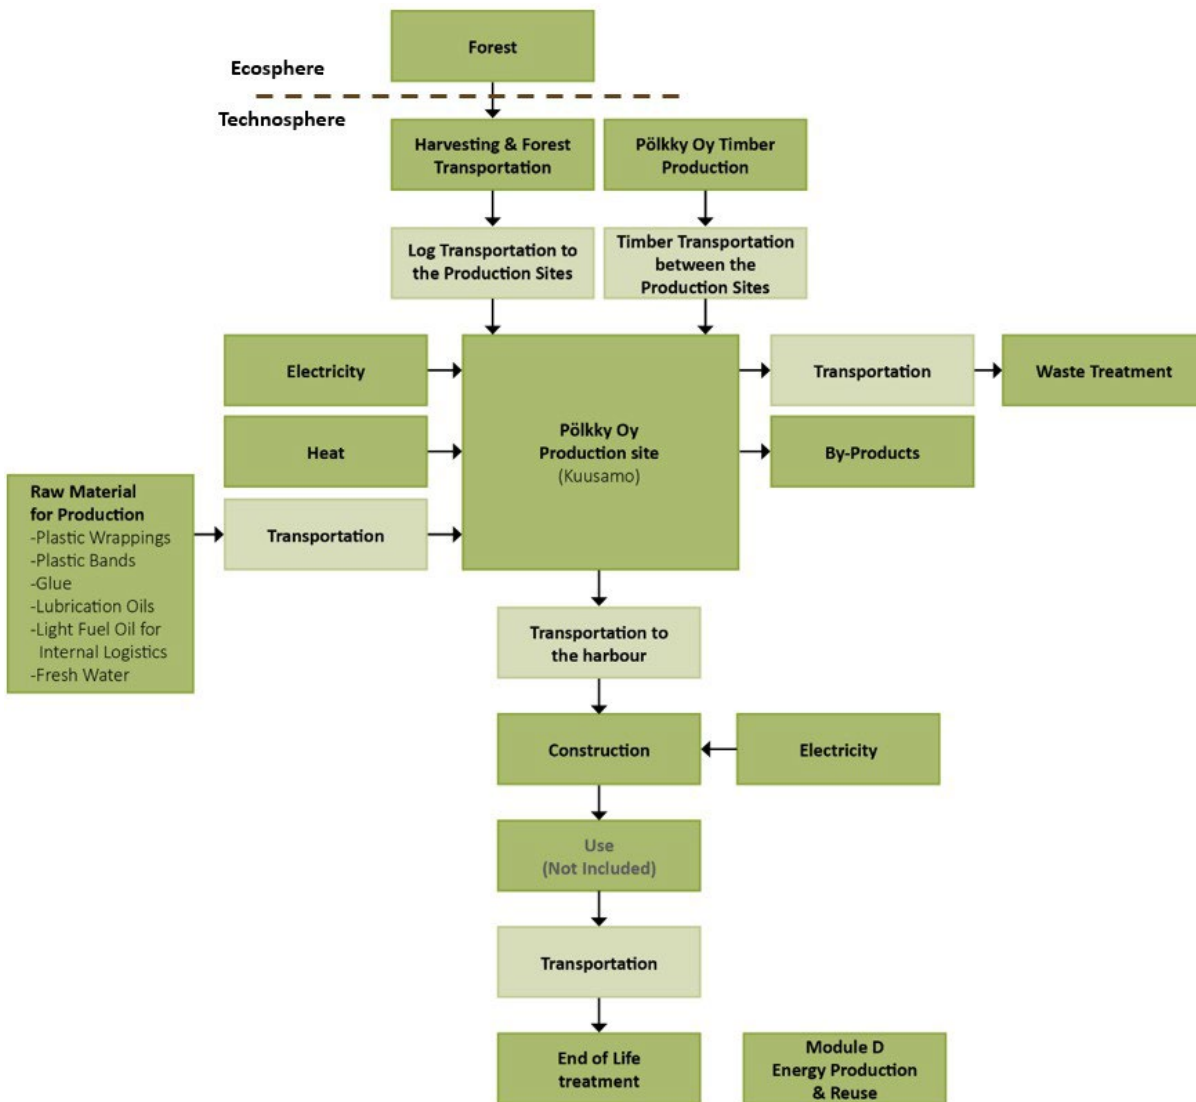 Forest
Ecosphere
Technosphere
Harvesting & Forest
Transportation
Pölkky Oy Timber
Production
Log Transportation to
the Production Sites
Timber Transportation
between the
Production Sites
Electricity
Heat
Raw Material
for Production
-Plastic Wrappings
-Plastic Bands
-Glue
-Lubrication Oils
-Light Fuel Oil for
Internal Logistics
-Fresh Water
Transportation
Pölkky Oy
Production site
(Kuusamo)
Transportation
Waste Treatment
By-Products
Transportation to
the harbour
Construction
Electricity
Use
(Not Included)
Transportation
End of Life
treatment
Module D
Energy Production
& Reuse